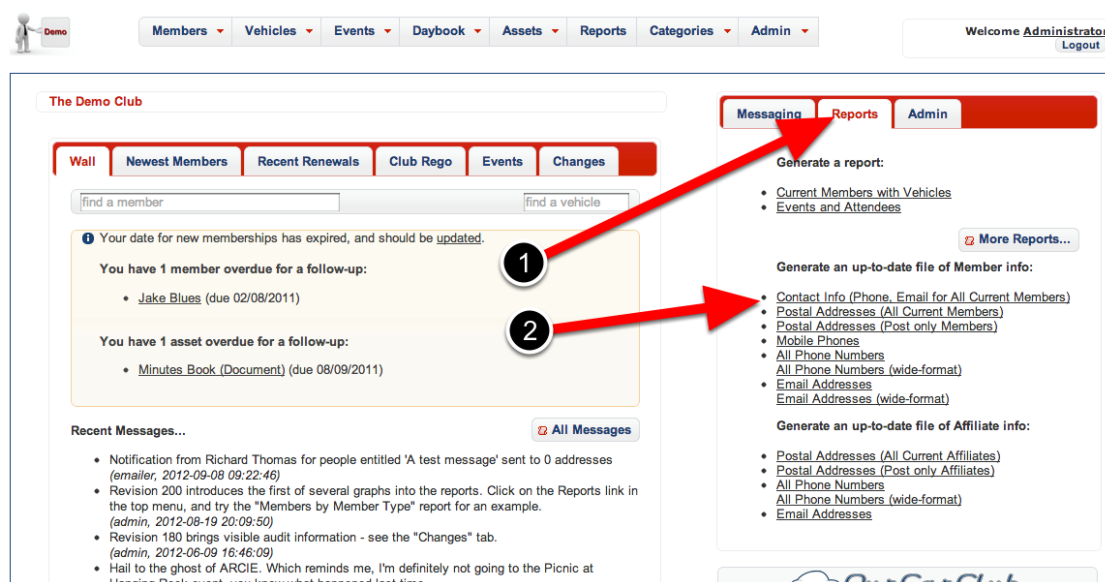 Demo
Members Vehicles Events Daybook Assets Reports Categories Admin
Welcome Administrator
Logout
The Demo Club
Wall Newest Members Recent Renewals Club Rego Events Changes
find a member find a vehicle
Your date for new memberships has expired, and should be updated.
You have 1 member overdue for a follow-up:
Jake Blues (due 02/08/2011)
You have 1 asset overdue for a follow-up:
Minutes Book (Document) (due 08/09/2011)
Recent Messages...
All Messages
Notification from Richard Thomas for people entitled 'A test message' sent to 0 addresses
(emailer, 2012-09-08 09:22:46)
Revision 200 introduces the first of several graphs into the reports. Click on the Reports link in
the top menu, and try the "Members by Member Type" report for an example.
(admin, 2012-08-19 20:09:50)
Revision 180 brings visible audit information - see the "Changes" tab.
(admin, 2012-06-09 16:46:09)
Hail to the ghost of ARCIE. Which reminds me, I'm definitely not going to the Picnic at
Hanging Rock event, you know what happened last time
1
2
Messaging Reports Admin
Generate a report:
Current Members with Vehicles
Events and Attendees
More Reports...
Generate an up-to-date file of Member info:
Contact Info (Phone, Email for All Current Members)
Postal Addresses (All Current Members)
Postal Addresses (Post only Members)
Mobile Phones
All Phone Numbers
All Phone Numbers (wide-format)
Email Addresses
Email Addresses (wide-format)
Generate an up-to-date file of Affiliate info:
Postal Addresses (All Current Affiliates)
Postal Addresses (Post only Affiliates)
All Phone Numbers
All Phone Numbers (wide-format)
Email Addresses
OurCarClub